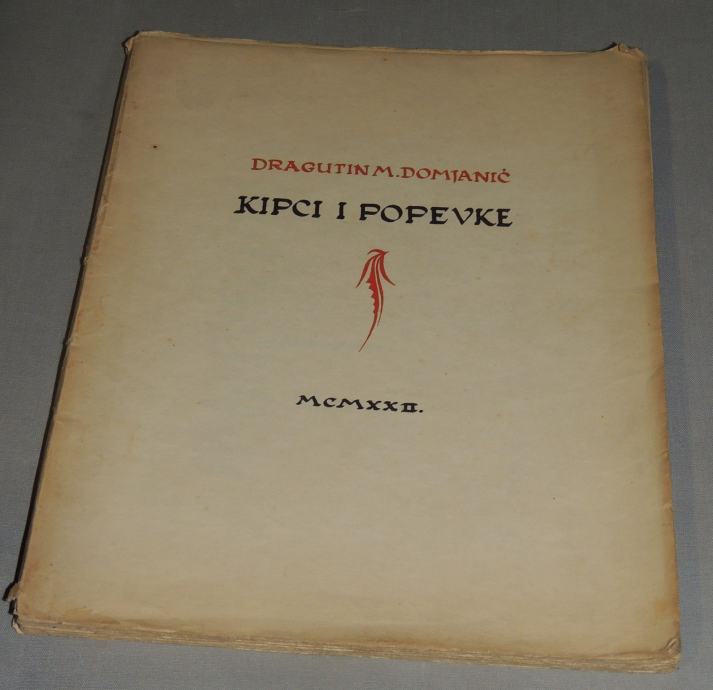 DRAGUTIN M. DOMJANIĆ
KIPCI I POPEVKE
MCMXXII.